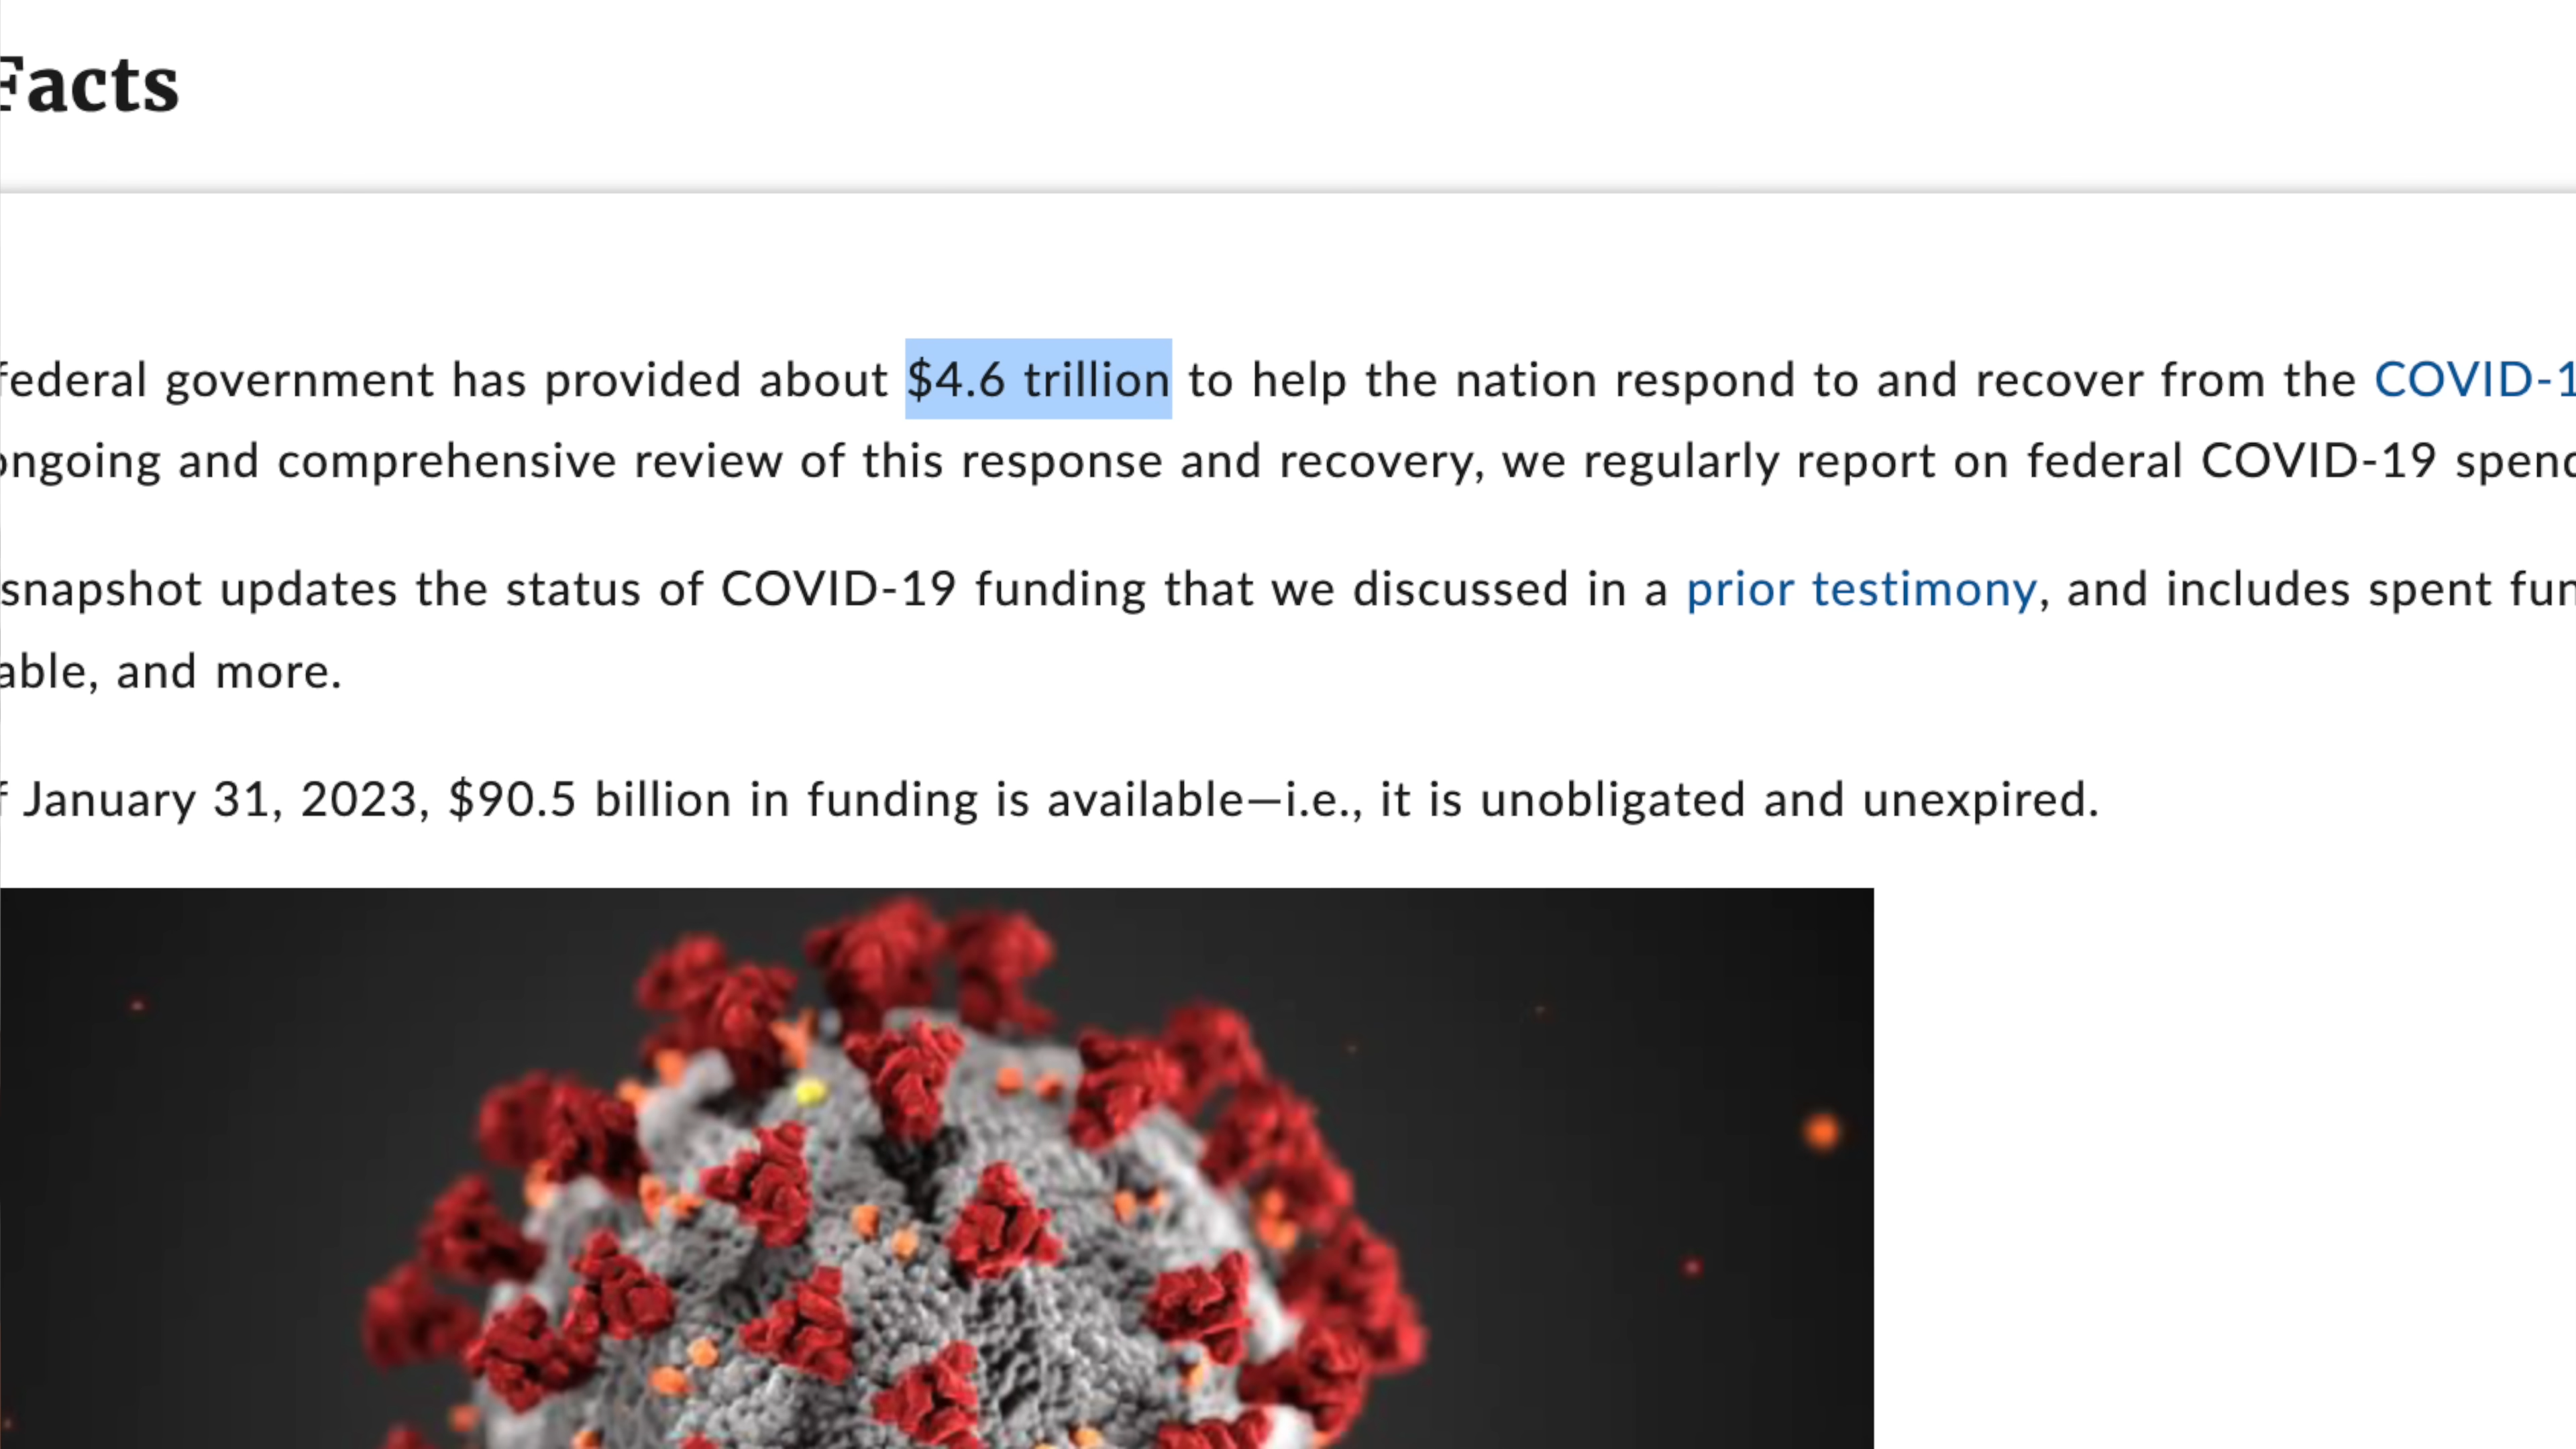 Facts
federal government has provided about $4.6 trillion to help the nation respond to and recover from the COVID-1
ongoing and comprehensive review of this response and recovery, we regularly report on federal COVID-19 spend
snapshot updates the status of COVID-19 funding that we discussed in a prior testimony, and includes spent fun
able, and more.
f January 31, 2023, $90.5 billion in funding is available—i.e., it is unobligated and unexpired.